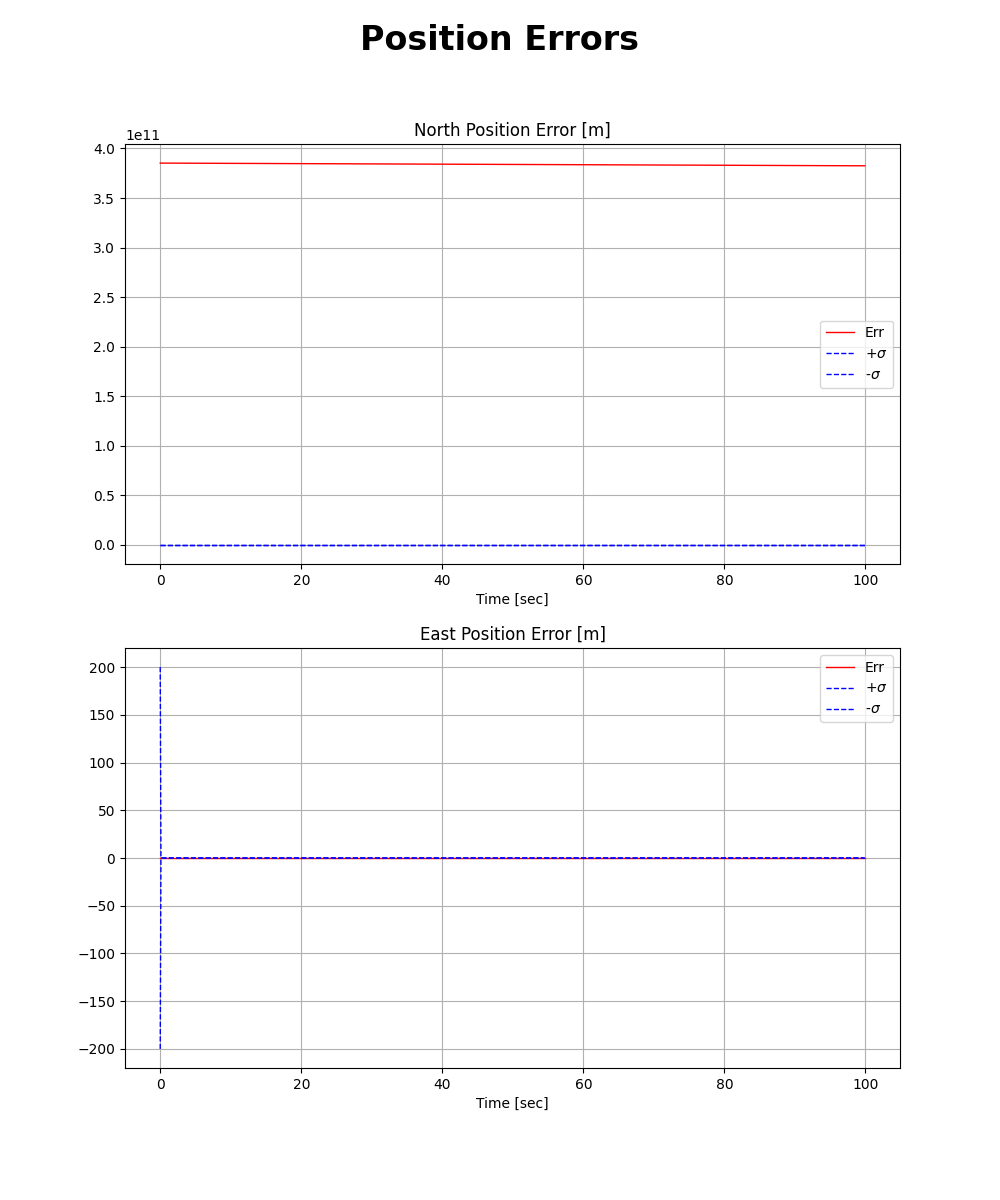 Position Errors
North Position Error [m]
1e11
4.0
3.5
3.0
2.5
2.0
1.5
1.0
0.5
0.0
Err
+σ
-σ
0 20 40 60 80 100
Time [sec]
East Position Error [m]
200
150
100
50
0
−50
−100
−150
−200
Err
+σ
-σ
0 20 40 60 80 100
Time [sec]